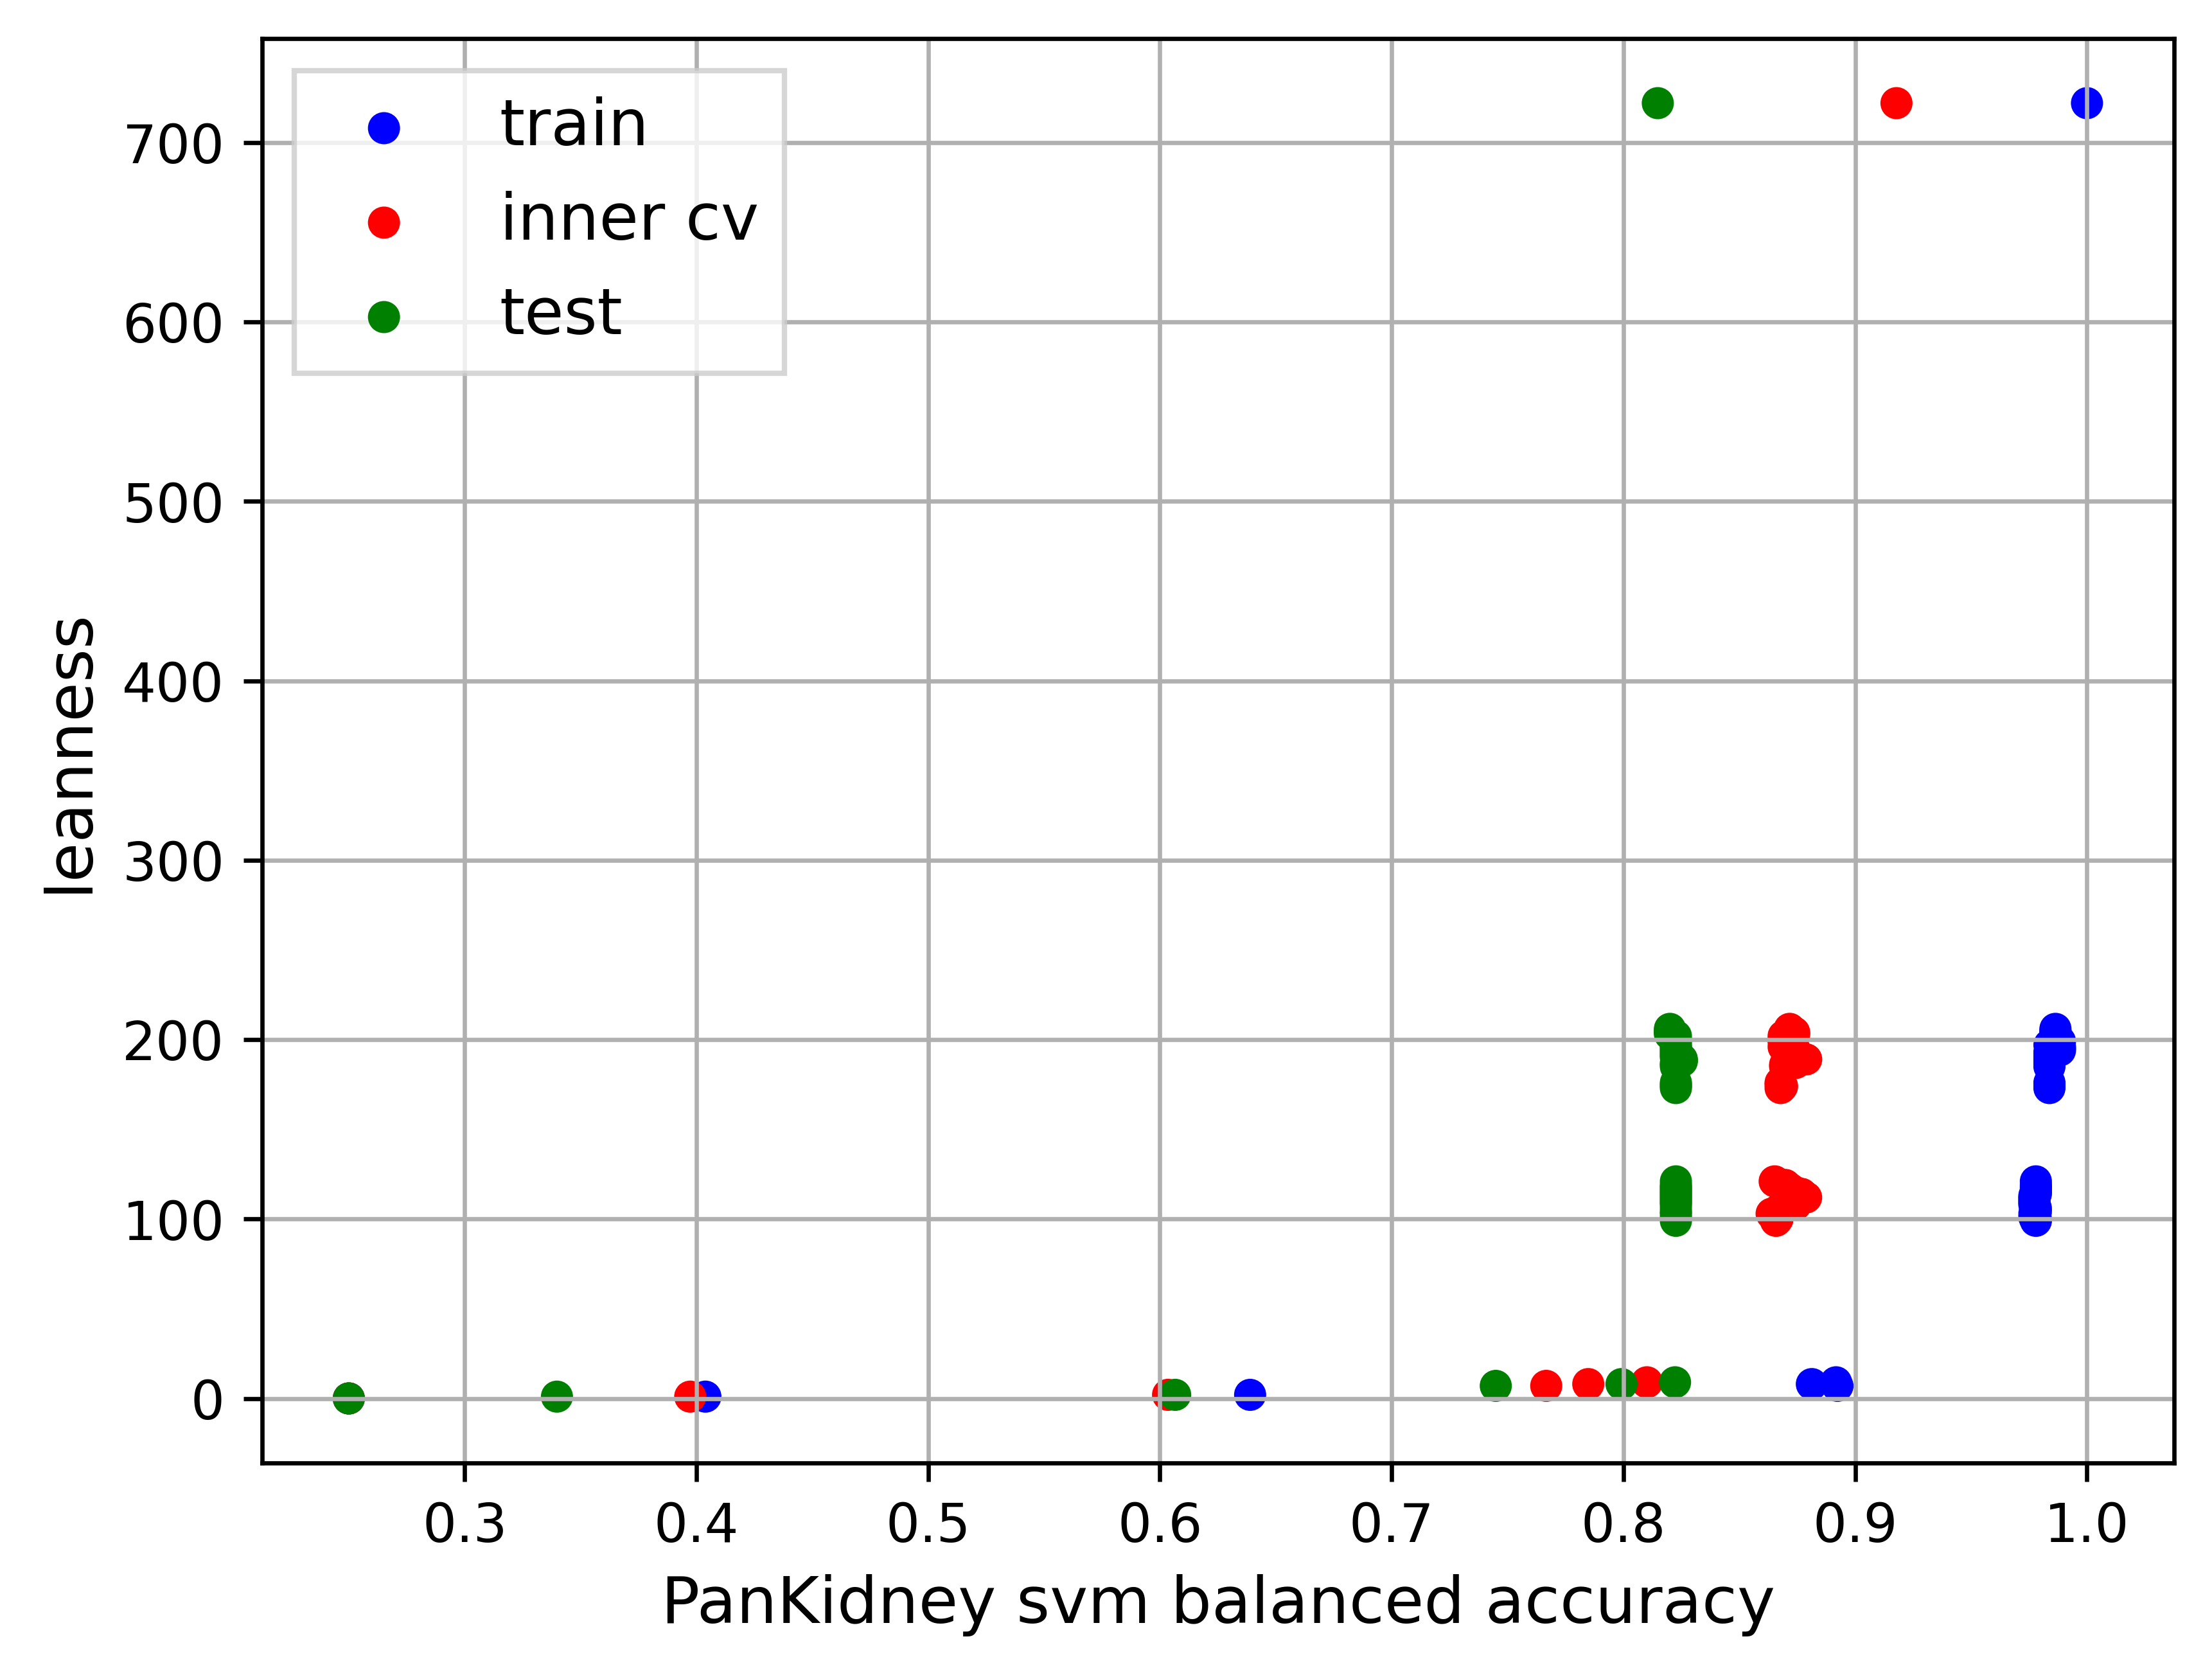 train
inner cv
test
700
600
500
400
300
200
100
0
leanness
0.3 0.4 0.5 0.6 0.7 0.8 0.9 1.0
PanKidney svm balanced accuracy